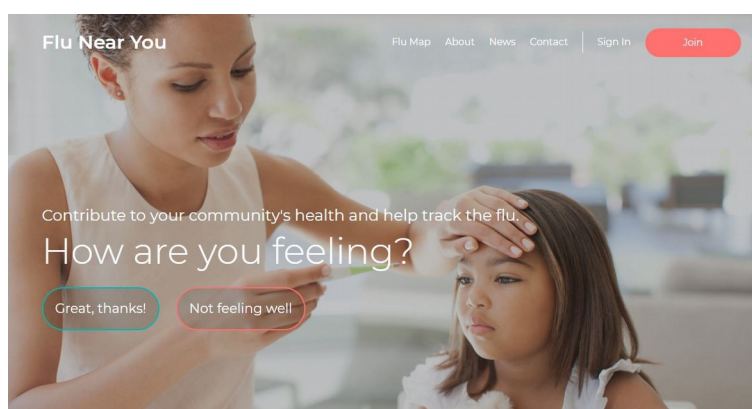 Flu Near You
Flu Map About News Contact Sign In Join
Contribute to your community's health and help track the flu.
How are you feeling?
Great, thanks! Not feeling well